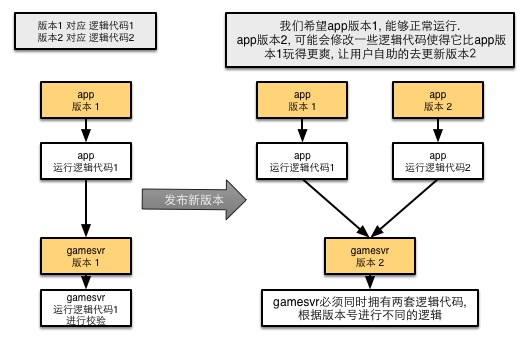 版本1 对应 逻辑代码1
版本2 对应 逻辑代码2
我们希望app版本1, 能够正常运行.
app版本2, 可能会修改一些逻辑代码使得它比app版
本1玩得更爽, 让用户自助的去更新版本2
app
版本 1
app
运行逻辑代码1
gamesvr
版本 1
gamesvr
运行逻辑代码1
进行校验
发布新版本
app
版本 1
app
版本 2
app
运行逻辑代码1
app
运行逻辑代码2
gamesvr
版本 2
gamesvr必须同时拥有两套逻辑代码,
根据版本号进行不同的逻辑